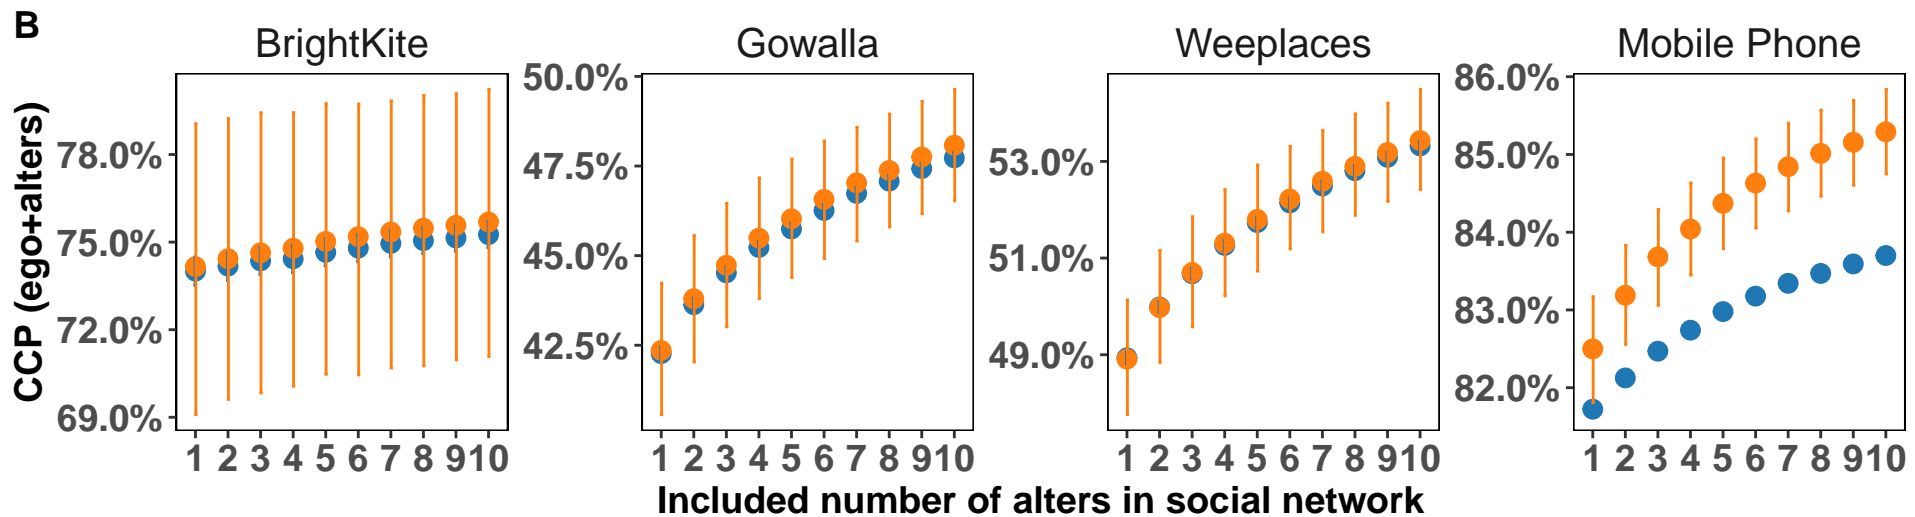 B
BrightKite
Gowalla
Weeplaces
Mobile Phone
CCP (ego+alters)
78.0%
75.0%
72.0%
69.0%
50.0%
47.5%
45.0%
42.5%
53.0%
51.0%
49.0%
86.0%
85.0%
84.0%
83.0%
82.0%
1 2 3 4 5 6 7 8 9 10
1 2 3 4 5 6 7 8 9 10
1 2 3 4 5 6 7 8 9 10
1 2 3 4 5 6 7 8 9 10
Included number of alters in social network